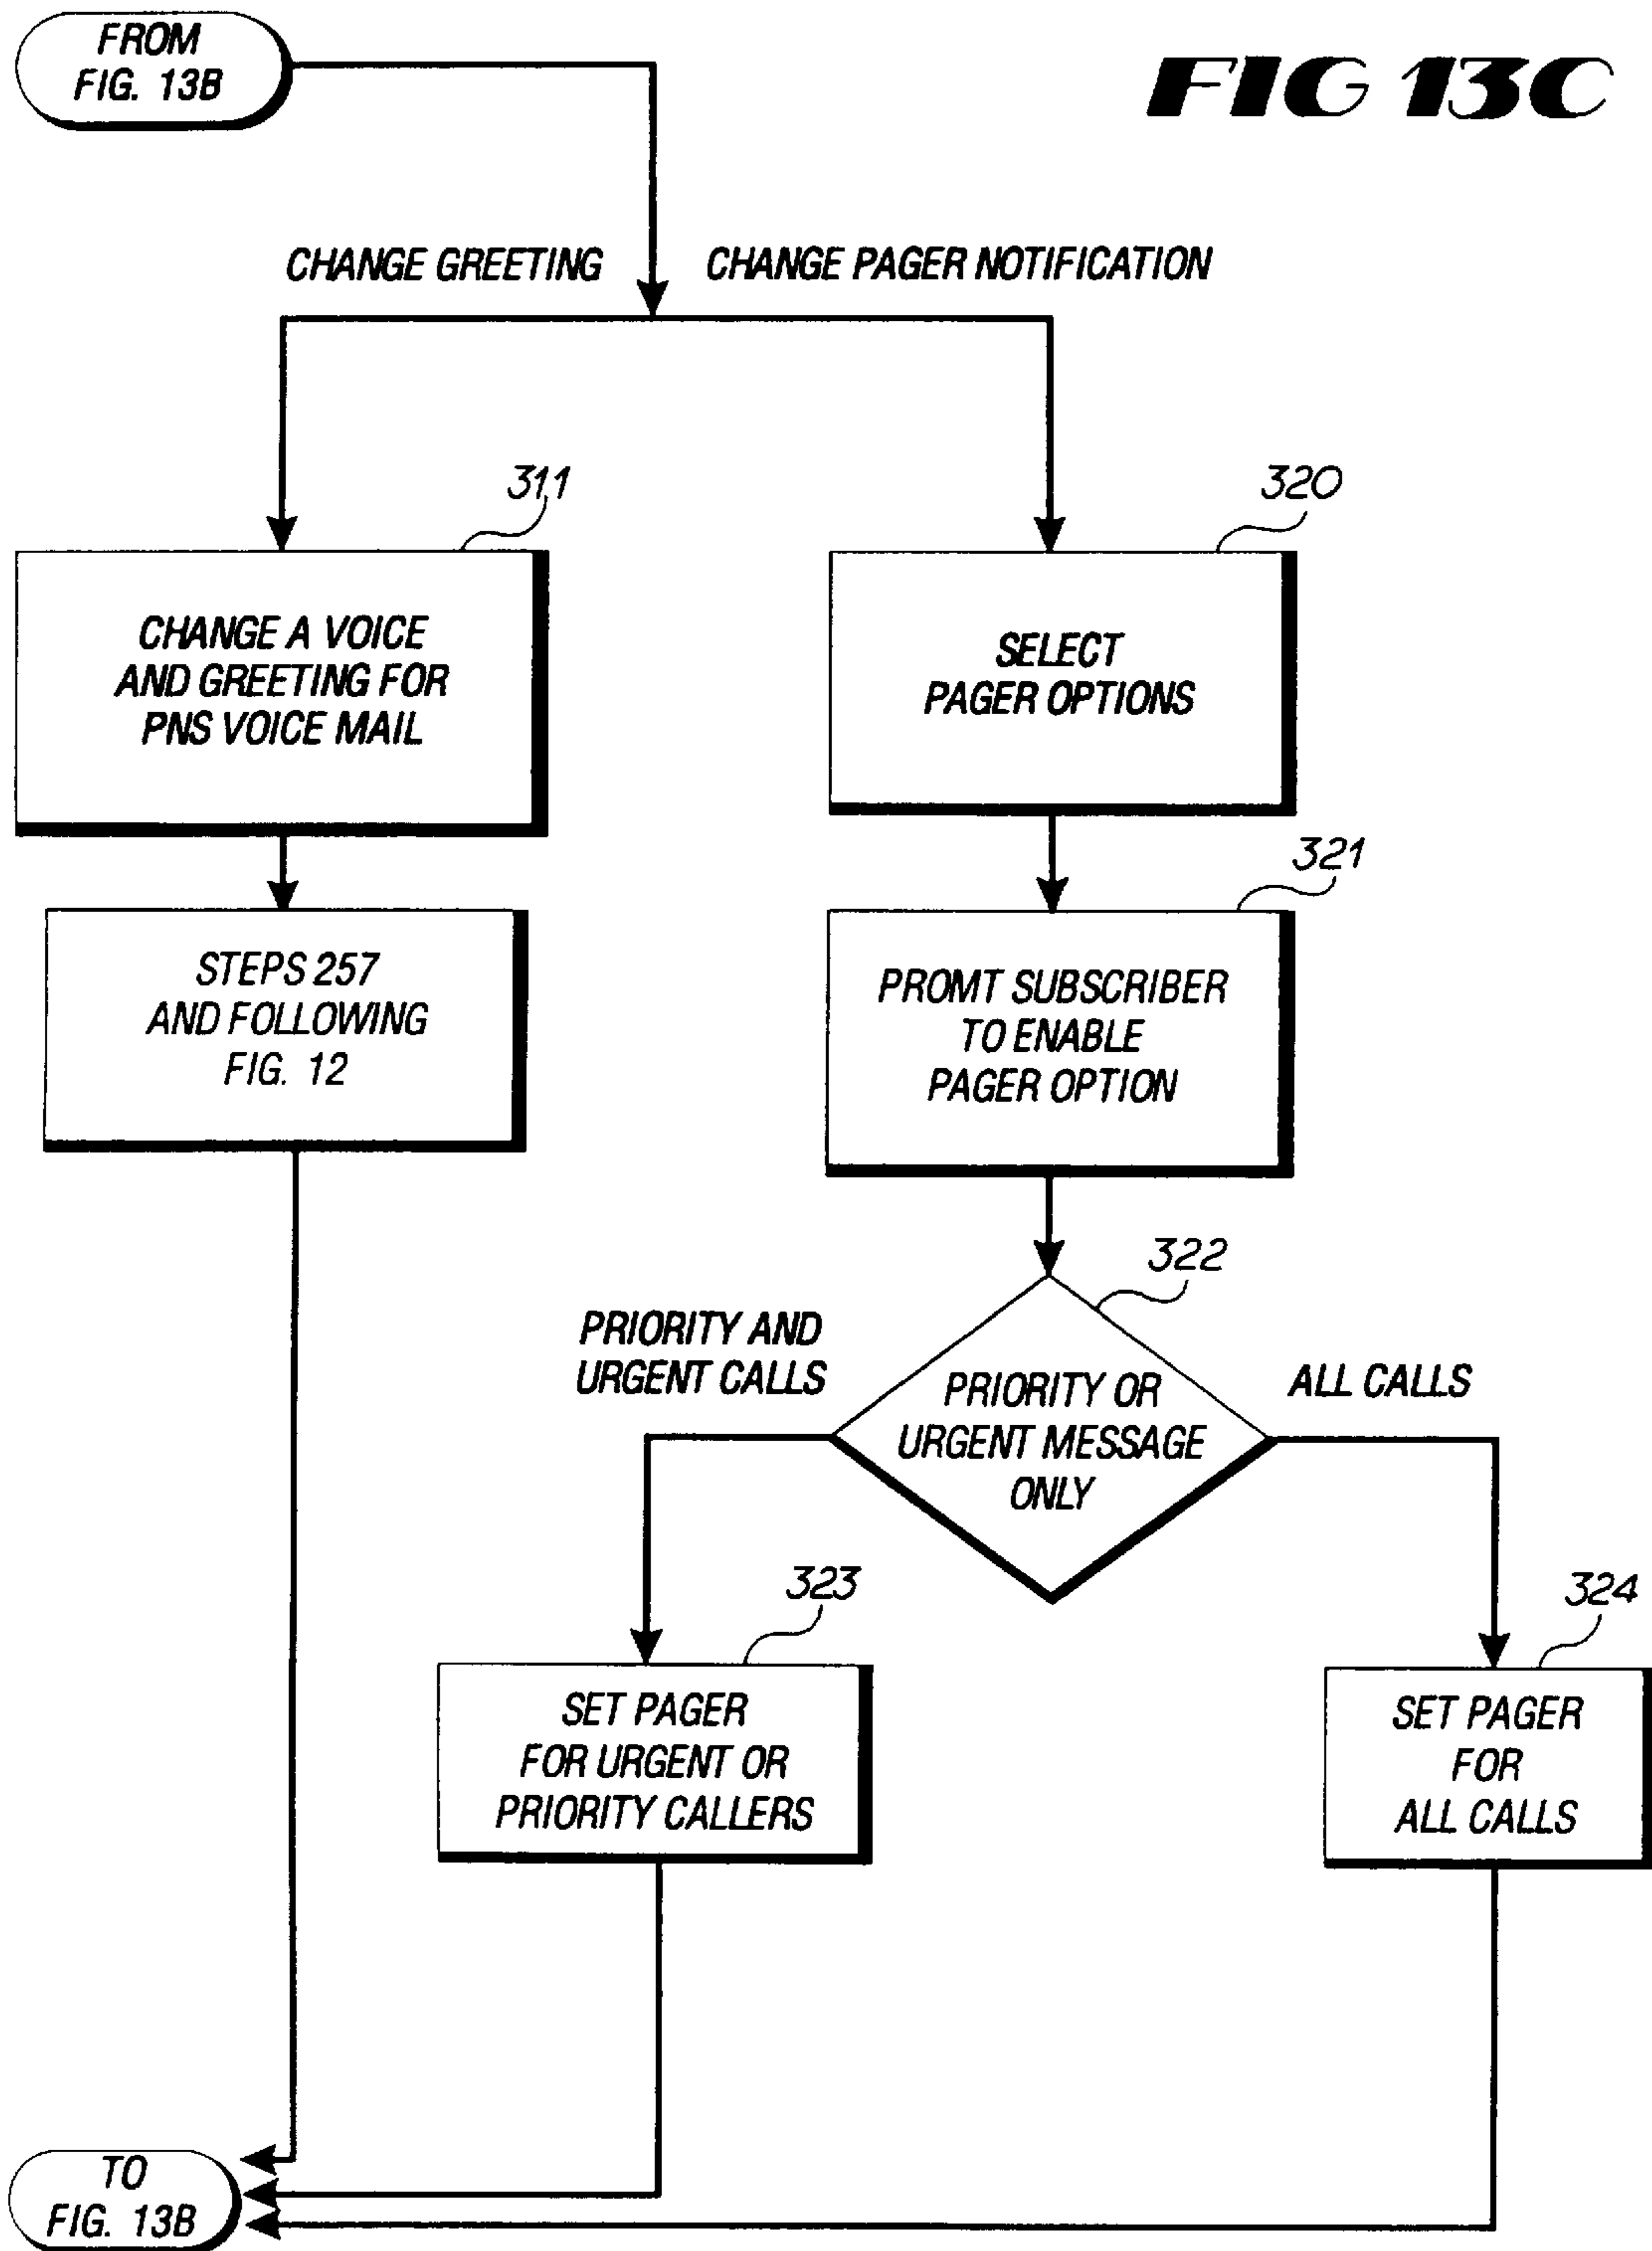 FROM
FIG. 13B
FIG 13C
CHANGE GREETING
CHANGE PAGER NOTIFICATION
311
CHANGE A VOICE
AND GREETING FOR
PNS VOICE MAIL
320
SELECT
PAGER OPTIONS
STEPS 257
AND FOLLOWING
FIG. 12
321
PROMT SUBSCRIBER
TO ENABLE
PAGER OPTION
322
PRIORITY AND
URGENT CALLS
PRIORITY OR
URGENT MESSAGE
ONLY
ALL CALLS
323
SET PAGER
FOR URGENT OR
PRIORITY CALLERS
324
SET PAGER
FOR
ALL CALLS
TO
FIG. 13B